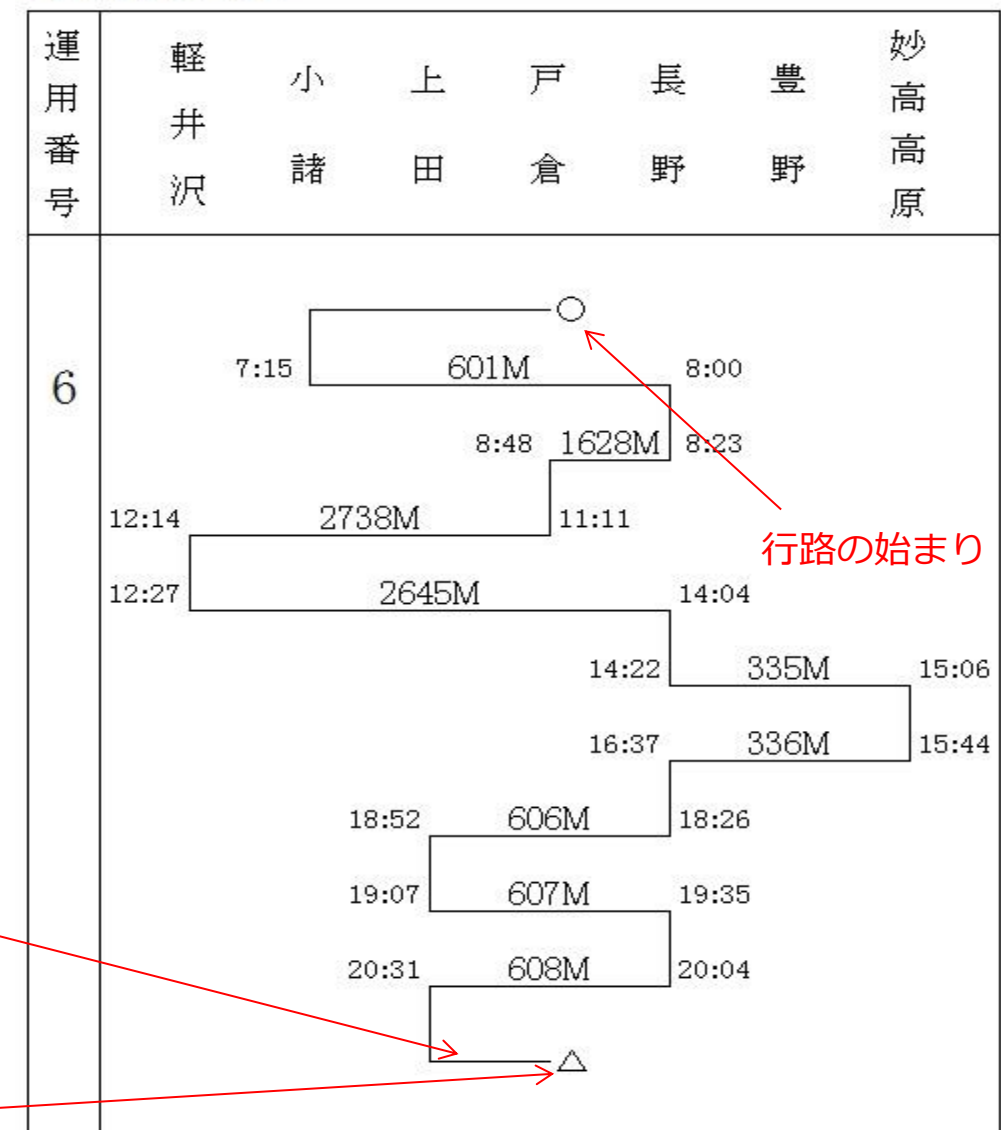 運用番号
軽井沢
小諸
上田
戸倉
長野
豊野
妙高高原
6
7:15 601M 8:00
8:48 1628M 8:23
12:14 2738M 11:11
行路の始まり
12:27 2645M 14:04
14:22 335M 15:06
16:37 336M 15:44
18:52 606M 18:26
19:07 607M 19:35
20:31 608M 20:04